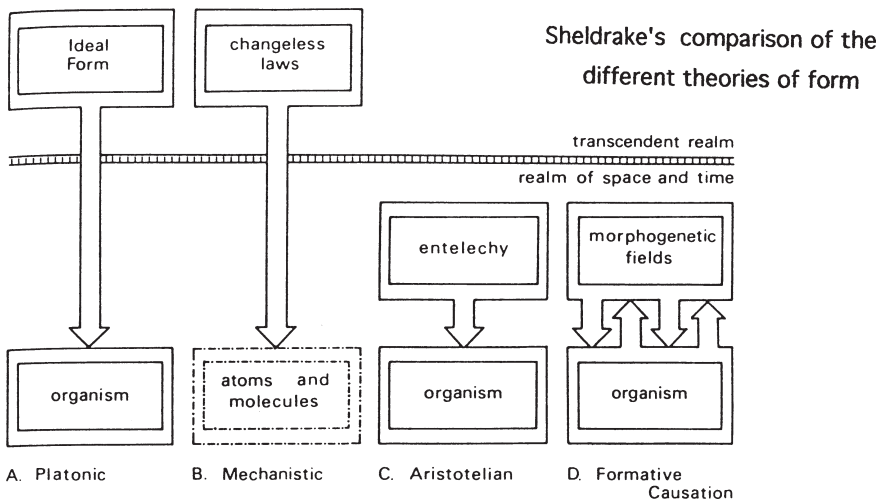 Sheldrake's comparison of the
different theories of form
Ideal
Form
changeless
laws
transcendent realm
realm of space and time
entelechy
morphogenetic
fields
organism
atoms and
molecules
organism
organism
A. Platonic
B. Mechanistic
C. Aristotelian
D. Formative
Causation